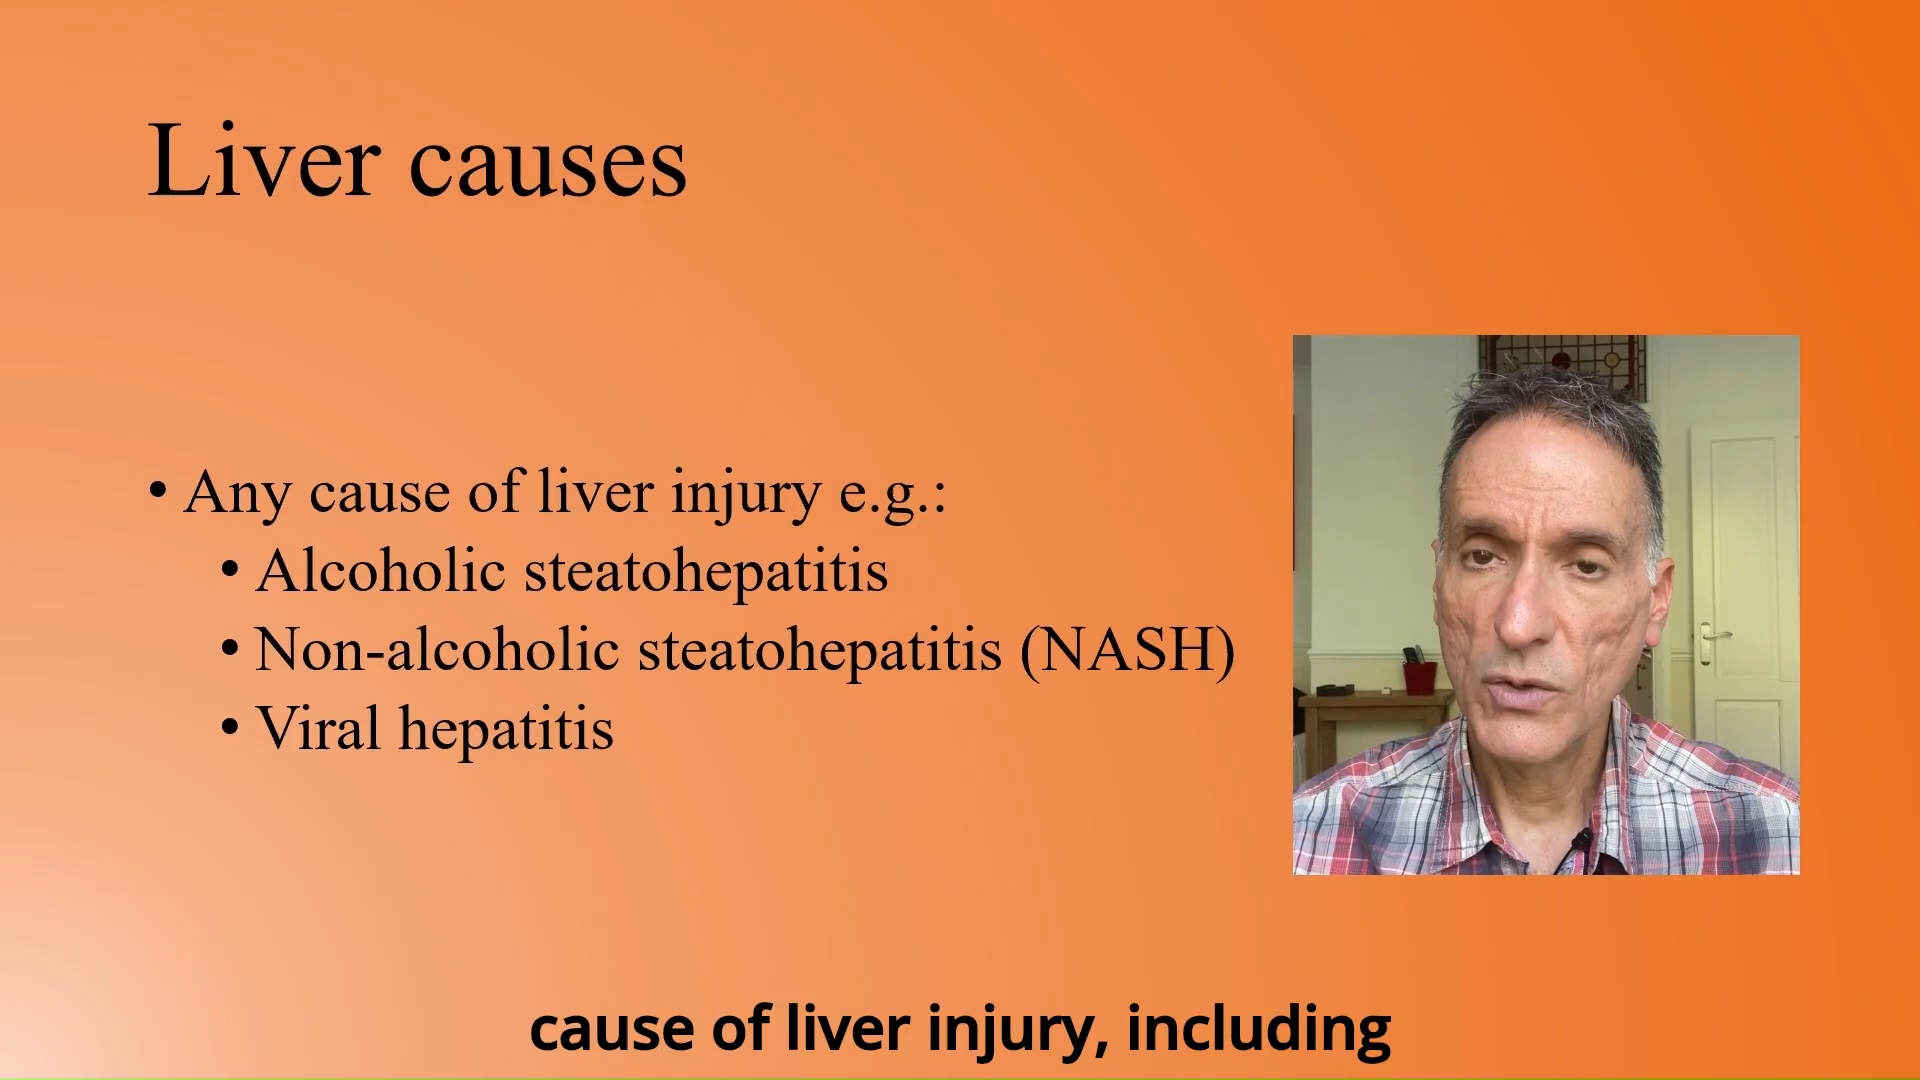 Liver causes
• Any cause of liver injury e.g.:
• Alcoholic steatohepatitis
• Non-alcoholic steatohepatitis (NASH)
• Viral hepatitis
cause of liver injury, including